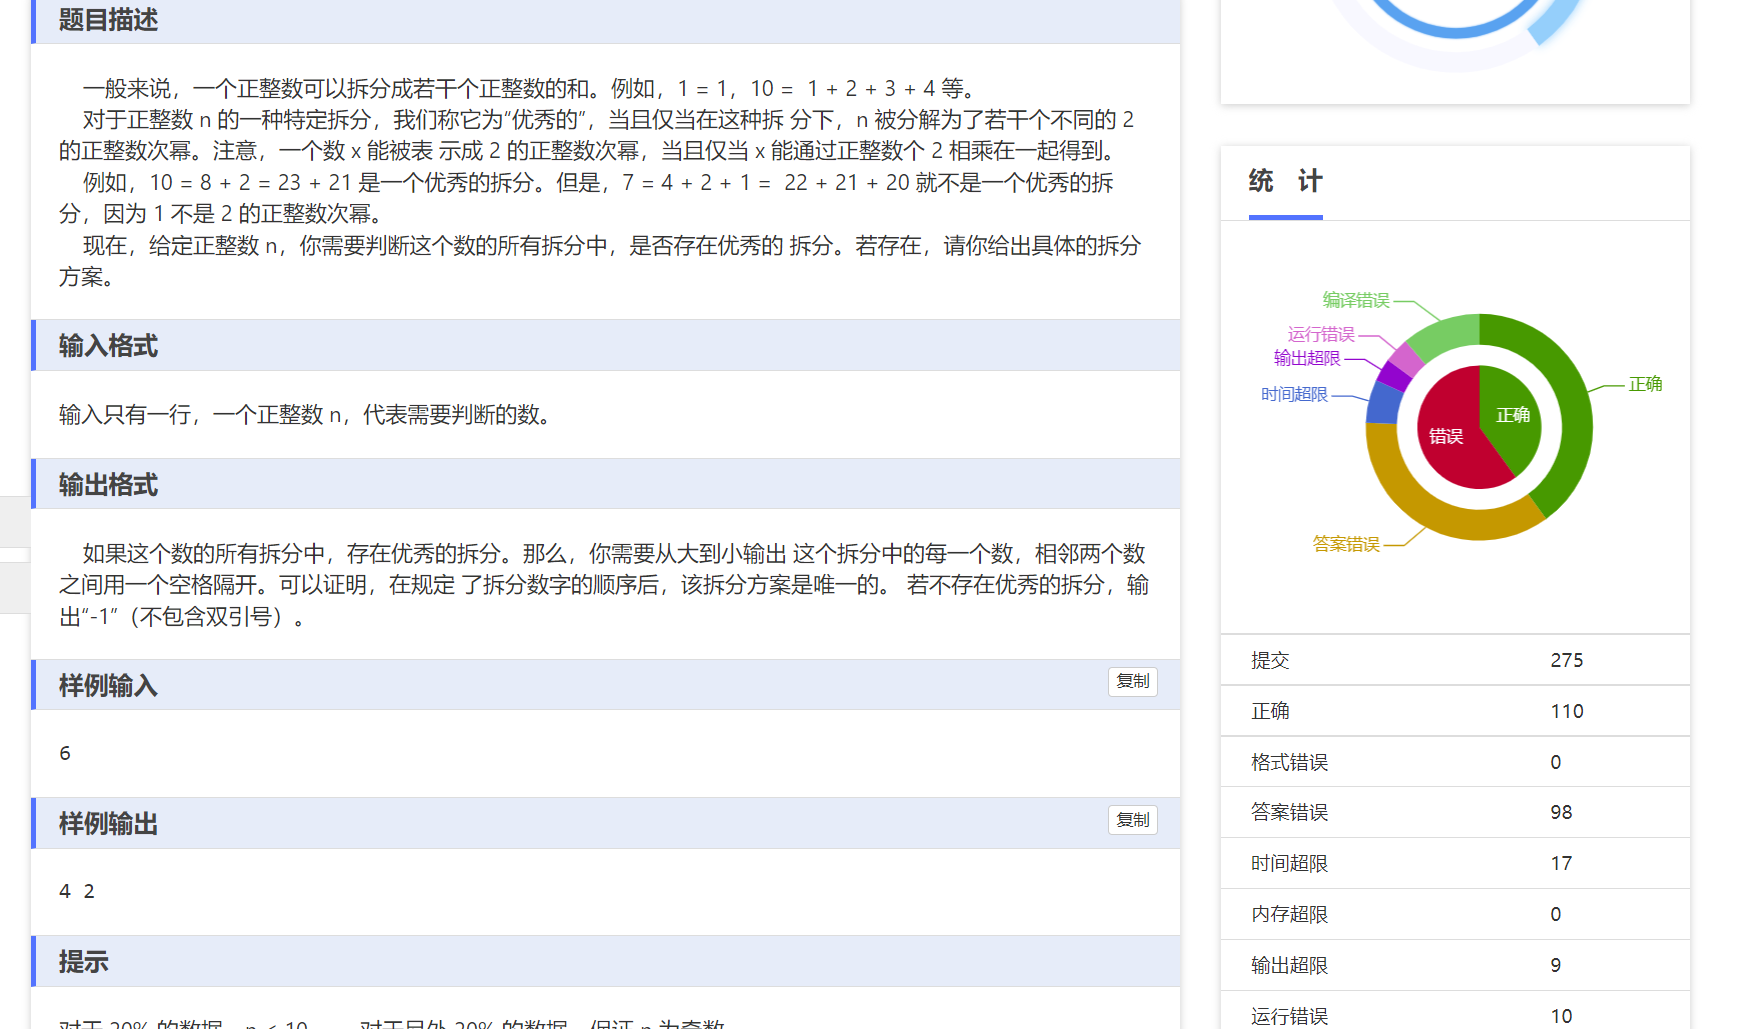 题目描述
一般来说，一个正整数可以拆分成若干个正整数的和。例如，1 = 1，10 = 1 + 2 + 3 + 4 等。
对于正整数 n 的一种特定拆分，我们称它为“优秀的”，当且仅当在这种拆 分下，n 被分解为了若干个不同的 2
的正整数次幂。注意，一个数 x 能被表 示成 2 的正整数次幂，当且仅当 x 能通过正整数个 2 相乘在一起得到。
例如，10 = 8 + 2 = 23 + 21 是一个优秀的拆分。但是，7 = 4 + 2 + 1 = 22 + 21 + 20 就不是一个优秀的拆
分，因为 1 不是 2 的正整数次幂。
现在，给定正整数 n，你需要判断这个数的所有拆分中，是否存在优秀的 拆分。若存在，请你给出具体的拆分
方案。
输入格式
输入只有一行，一个正整数 n，代表需要判断的数。
输出格式
如果这个数的所有拆分中，存在优秀的拆分。那么，你需要从大到小输出 这个拆分中的每一个数，相邻两个数
之间用一个空格隔开。可以证明，在规定 了拆分数字的顺序后，该拆分方案是唯一的。 若不存在优秀的拆分，输
出“-1”（不包含双引号）。
样例输入
复制
6
样例输出
复制
4 2
提示
对于 20% 的数据，n ≤ 10 对于另外 20% 的数据，保证 n 为奇数
统 计
编译错误
运行错误
输出超限
时间超限
正确
正确
错误
答案错误
提交 275
正确 110
格式错误 0
答案错误 98
时间超限 17
内存超限 0
输出超限 9
运行错误 10